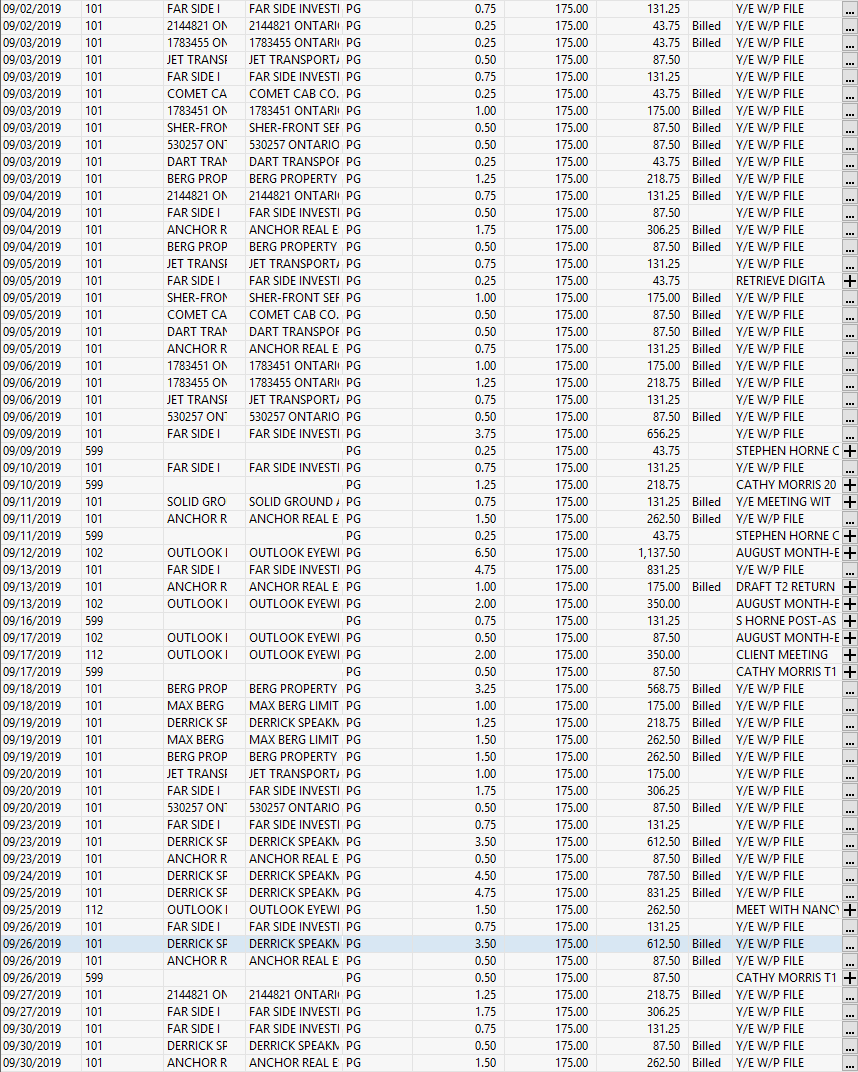 09/02/2019 101 FAR SIDE I FAR SIDE INVESTI PG 0.75 175.00 131.25 Y/E W/P FILE ...
09/02/2019 101 2144821 ON 2144821 ONTARI PG 0.25 175.00 43.75 Billed Y/E W/P FILE ...
09/03/2019 101 1783455 ON 1783455 ONTARI PG 0.25 175.00 43.75 Billed Y/E W/P FILE ...
09/03/2019 101 JET TRANSF JET TRANSPORTA PG 0.50 175.00 87.50 Y/E W/P FILE ...
09/03/2019 101 FAR SIDE I FAR SIDE INVESTI PG 0.75 175.00 131.25 Y/E W/P FILE ...
09/03/2019 101 COMET CA COMET CAB CO. PG 0.25 175.00 43.75 Billed Y/E W/P FILE ...
09/03/2019 101 1783451 ON 1783451 ONTARI PG 1.00 175.00 175.00 Billed Y/E W/P FILE ...
09/03/2019 101 SHER-FRON SHER-FRONT SEF PG 0.50 175.00 87.50 Billed Y/E W/P FILE ...
09/03/2019 101 530257 ONT 530257 ONTARIO PG 0.50 175.00 87.50 Billed Y/E W/P FILE ...
09/03/2019 101 DART TRAN DART TRANSPOR PG 0.25 175.00 43.75 Billed Y/E W/P FILE ...
09/03/2019 101 BERG PROP BERG PROPERTY PG 1.25 175.00 218.75 Billed Y/E W/P FILE ...
09/04/2019 101 2144821 ON 2144821 ONTARI PG 0.75 175.00 131.25 Billed Y/E W/P FILE ...
09/04/2019 101 FAR SIDE I FAR SIDE INVESTI PG 0.50 175.00 87.50 Y/E W/P FILE ...
09/04/2019 101 ANCHOR R ANCHOR REAL E PG 1.75 175.00 306.25 Billed Y/E W/P FILE ...
09/04/2019 101 BERG PROP BERG PROPERTY PG 0.50 175.00 87.50 Billed Y/E W/P FILE ...
09/05/2019 101 JET TRANSF JET TRANSPORTA PG 0.75 175.00 131.25 Y/E W/P FILE ...
09/05/2019 101 FAR SIDE I FAR SIDE INVESTI PG 0.25 175.00 43.75 RETRIEVE DIGITA +
09/05/2019 101 SHER-FRON SHER-FRONT SEF PG 1.00 175.00 175.00 Billed Y/E W/P FILE ...
09/05/2019 101 COMET CA COMET CAB CO. PG 0.50 175.00 87.50 Billed Y/E W/P FILE ...
09/05/2019 101 DART TRAN DART TRANSPOR PG 0.50 175.00 87.50 Billed Y/E W/P FILE ...
09/05/2019 101 ANCHOR R ANCHOR REAL E PG 0.75 175.00 131.25 Billed Y/E W/P FILE ...
09/06/2019 101 1783451 ON 1783451 ONTARI PG 1.00 175.00 175.00 Billed Y/E W/P FILE ...
09/06/2019 101 1783455 ON 1783455 ONTARI PG 1.25 175.00 218.75 Billed Y/E W/P FILE ...
09/06/2019 101 JET TRANSF JET TRANSPORTA PG 0.75 175.00 131.25 Y/E W/P FILE ...
09/06/2019 101 530257 ONT 530257 ONTARIO PG 0.50 175.00 87.50 Billed Y/E W/P FILE ...
09/09/2019 101 FAR SIDE I FAR SIDE INVESTI PG 3.75 175.00 656.25 Y/E W/P FILE ...
09/09/2019 599 PG 0.25 175.00 43.75 STEPHEN HORNE C +
09/10/2019 101 FAR SIDE I FAR SIDE INVESTI PG 0.75 175.00 131.25 Y/E W/P FILE ...
09/10/2019 599 PG 1.25 175.00 218.75 CATHY MORRIS 20 +
09/11/2019 101 SOLID GRO SOLID GROUND A PG 0.75 175.00 131.25 Billed Y/E MEETING WIT +
09/11/2019 101 ANCHOR R ANCHOR REAL E PG 1.50 175.00 262.50 Billed Y/E W/P FILE ...
09/11/2019 599 PG 0.25 175.00 43.75 STEPHEN HORNE C +
09/12/2019 102 OUTLOOK I OUTLOOK EYEWI PG 6.50 175.00 1,137.50 AUGUST MONTH-E +
09/13/2019 101 FAR SIDE I FAR SIDE INVESTI PG 4.75 175.00 831.25 Y/E W/P FILE ...
09/13/2019 101 ANCHOR R ANCHOR REAL E PG 1.00 175.00 175.00 Billed DRAFT T2 RETURN +
09/13/2019 102 OUTLOOK I OUTLOOK EYEWI PG 2.00 175.00 350.00 AUGUST MONTH-E +
09/16/2019 599 PG 0.75 175.00 131.25 S HORNE POST-AS +
09/17/2019 102 OUTLOOK I OUTLOOK EYEWI PG 0.50 175.00 87.50 AUGUST MONTH-E +
09/17/2019 112 OUTLOOK I OUTLOOK EYEWI PG 2.00 175.00 350.00 CLIENT MEETING +
09/17/2019 599 PG 0.50 175.00 87.50 CATHY MORRIS T1 +
09/18/2019 101 BERG PROP BERG PROPERTY PG 3.25 175.00 568.75 Billed Y/E W/P FILE ...
09/18/2019 101 MAX BERG MAX BERG LIMIT PG 1.00 175.00 175.00 Billed Y/E W/P FILE ...
09/19/2019 101 DERRICK SF DERRICK SPEAKM PG 1.25 175.00 218.75 Billed Y/E W/P FILE ...
09/19/2019 101 MAX BERG MAX BERG LIMIT PG 1.50 175.00 262.50 Billed Y/E W/P FILE ...
09/19/2019 101 BERG PROP BERG PROPERTY PG 1.50 175.00 262.50 Billed Y/E W/P FILE ...
09/20/2019 101 JET TRANSF JET TRANSPORTA PG 1.00 175.00 175.00 Y/E W/P FILE ...
09/20/2019 101 FAR SIDE I FAR SIDE INVESTI PG 1.75 175.00 306.25 Y/E W/P FILE ...
09/20/2019 101 530257 ONT 530257 ONTARIO PG 0.50 175.00 87.50 Billed Y/E W/P FILE ...
09/23/2019 101 FAR SIDE I FAR SIDE INVESTI PG 0.75 175.00 131.25 Y/E W/P FILE ...
09/23/2019 101 DERRICK SF DERRICK SPEAKM PG 3.50 175.00 612.50 Billed Y/E W/P FILE ...
09/23/2019 101 ANCHOR R ANCHOR REAL E PG 0.50 175.00 87.50 Billed Y/E W/P FILE ...
09/24/2019 101 DERRICK SF DERRICK SPEAKM PG 4.50 175.00 787.50 Billed Y/E W/P FILE ...
09/25/2019 101 DERRICK SF DERRICK SPEAKM PG 4.75 175.00 831.25 Billed Y/E W/P FILE ...
09/25/2019 112 OUTLOOK I OUTLOOK EYEWI PG 1.50 175.00 262.50 MEET WITH NANCY +
09/26/2019 101 FAR SIDE I FAR SIDE INVESTI PG 0.75 175.00 131.25 Y/E W/P FILE ...
09/26/2019 101 DERRICK SF DERRICK SPEAKM PG 3.50 175.00 612.50 Billed Y/E W/P FILE ...
09/26/2019 101 ANCHOR R ANCHOR REAL E PG 0.50 175.00 87.50 Billed Y/E W/P FILE ...
09/26/2019 599 PG 0.50 175.00 87.50 CATHY MORRIS T1 +
09/27/2019 101 2144821 ON 2144821 ONTARI PG 1.25 175.00 218.75 Billed Y/E W/P FILE ...
09/27/2019 101 FAR SIDE I FAR SIDE INVESTI PG 1.75 175.00 306.25 Y/E W/P FILE ...
09/30/2019 101 FAR SIDE I FAR SIDE INVESTI PG 0.75 175.00 131.25 Y/E W/P FILE ...
09/30/2019 101 DERRICK SF DERRICK SPEAKM PG 0.50 175.00 87.50 Billed Y/E W/P FILE ...
09/30/2019 101 ANCHOR R ANCHOR REAL E PG 1.50 175.00 262.50 Billed Y/E W/P FILE ...